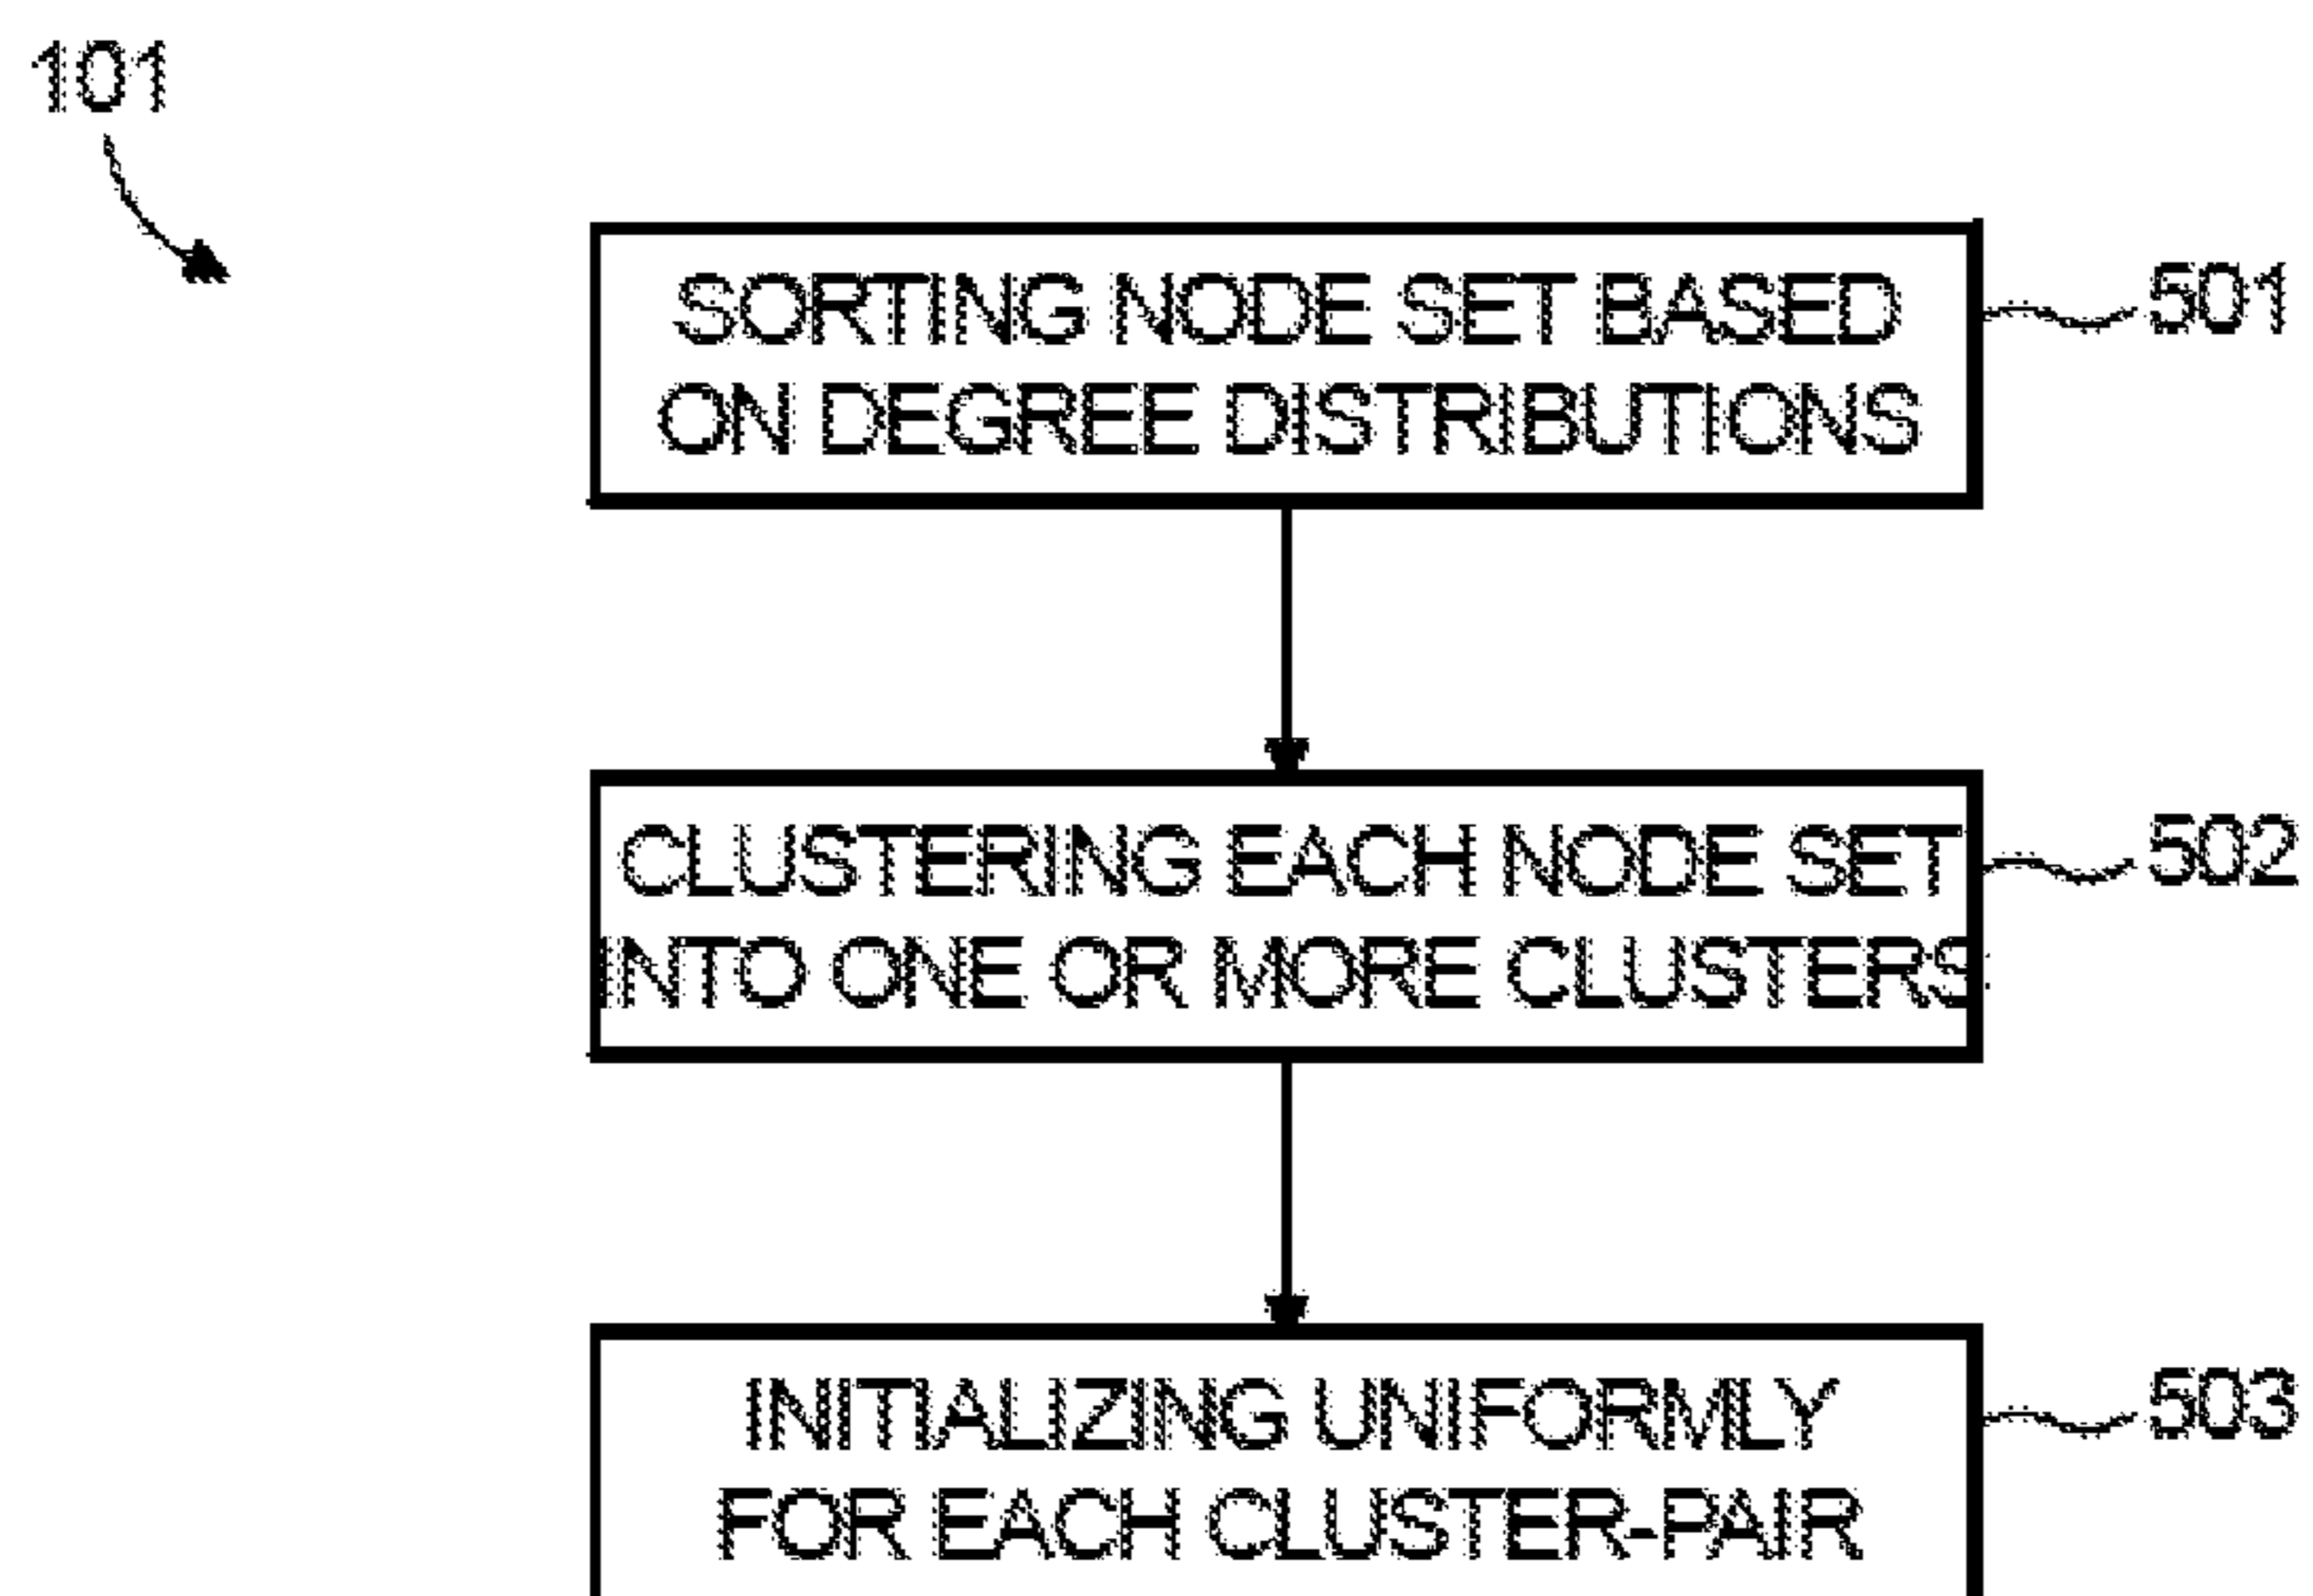 101
SORTING NODE SET BASED
ON DEGREE DISTRIBUTIONS
501
CLUSTERING EACH NODE SET
INTO ONE OR MORE CLUSTERS
502
INITIALIZING UNIFORMLY
FOR EACH CLUSTER-PAIR
503